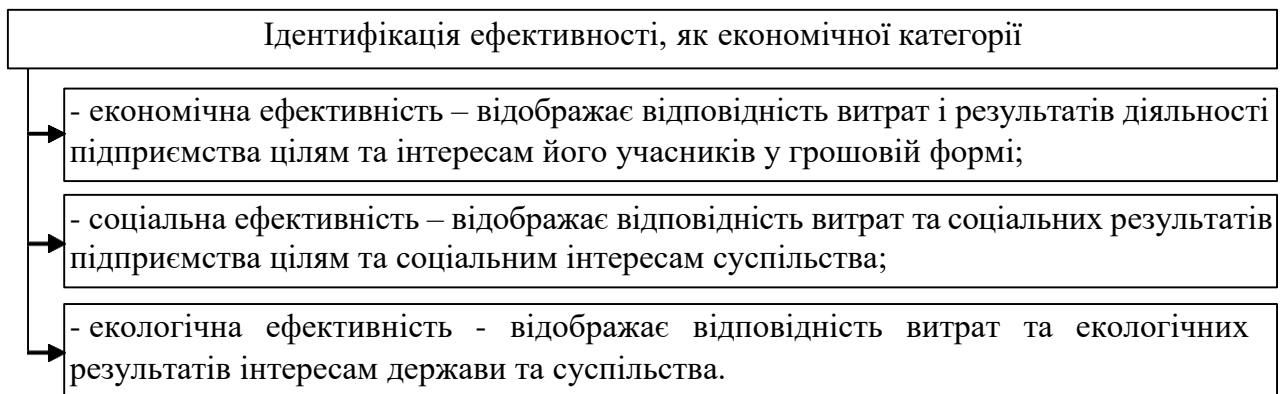 Ідентифікація ефективності, як економічної категорії
- економічна ефективність – відображає відповідність витрат і результатів діяльності
підприємства цілям та інтересам його учасників у грошовій формі;
- соціальна ефективність – відображає відповідність витрат та соціальних результатів
підприємства цілям та соціальним інтересам суспільства;
- екологічна ефективність - відображає відповідність витрат та екологічних
результатів інтересам держави та суспільства.